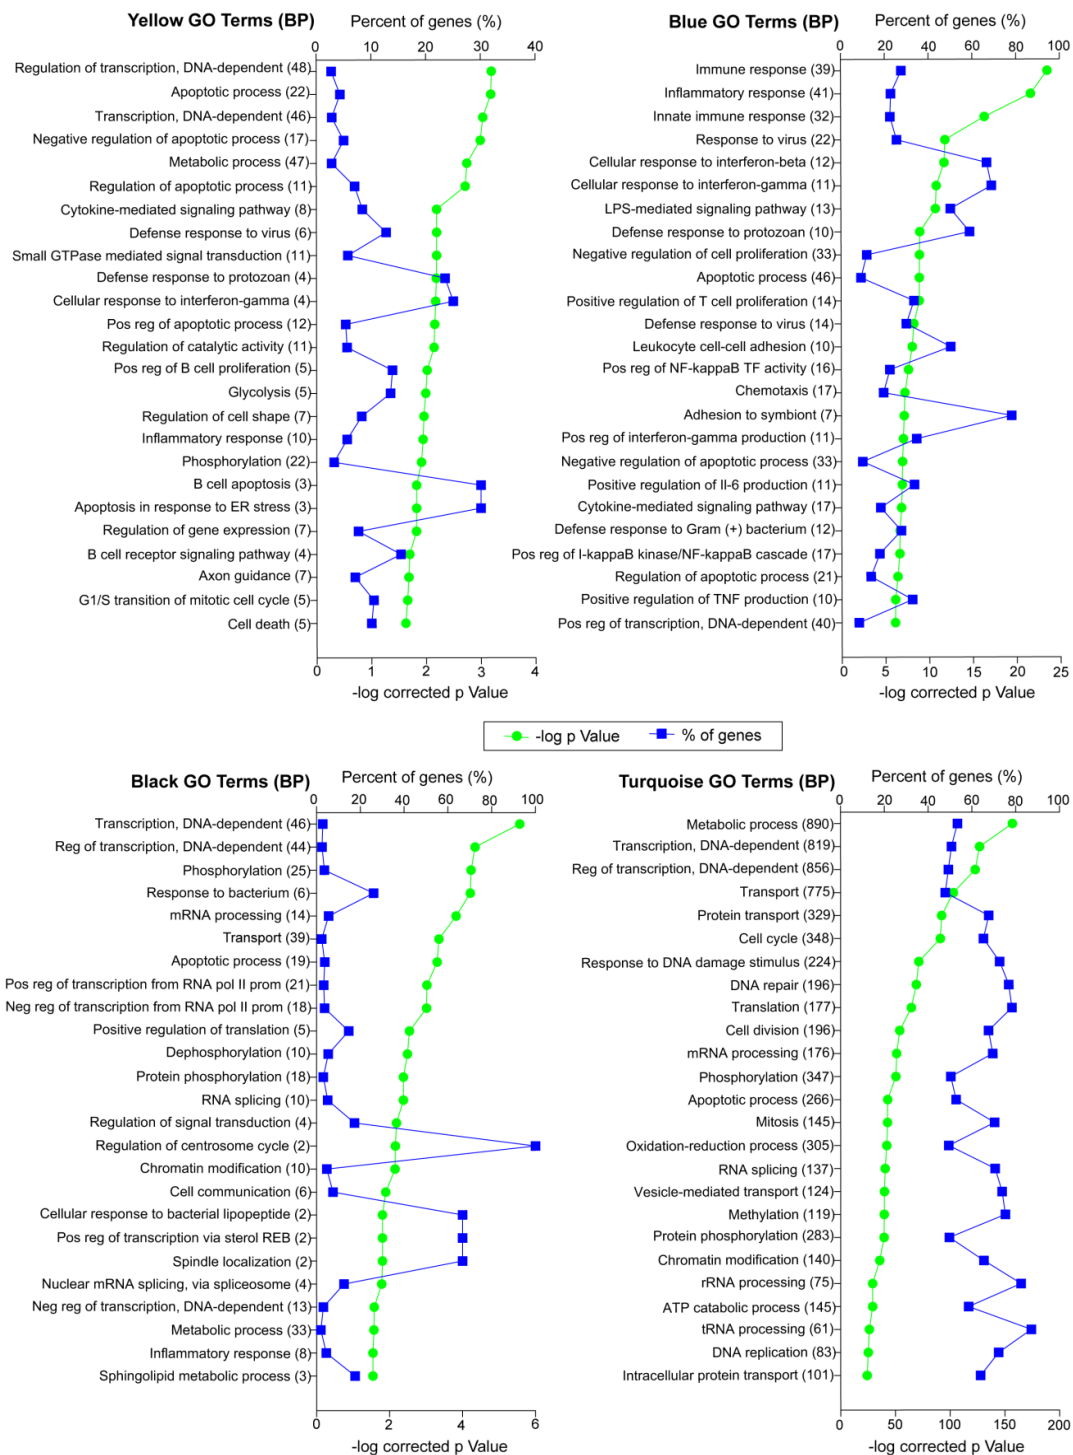 Yellow GO Terms (BP)
Percent of genes (%)
0 10 20 30 40
Regulation of transcription, DNA-dependent (48)
Apoptotic process (22)
Transcription, DNA-dependent (46)
Negative regulation of apoptotic process (17)
Metabolic process (47)
Regulation of apoptotic process (11)
Cytokine-mediated signaling pathway (8)
Defense response to virus (6)
Small GTPase mediated signal transduction (11)
Defense response to protozoan (4)
Cellular response to interferon-gamma (4)
Pos reg of apoptotic process (12)
Regulation of catalytic activity (11)
Pos reg of B cell proliferation (5)
Glycolysis (5)
Regulation of cell shape (7)
Inflammatory response (10)
Phosphorylation (22)
B cell apoptosis (3)
Apoptosis in response to ER stress (3)
Regulation of gene expression (7)
B cell receptor signaling pathway (4)
Axon guidance (7)
G1/S transition of mitotic cell cycle (5)
Cell death (5)
0 1 2 3 4
-log corrected p Value
Blue GO Terms (BP)
Percent of genes (%)
0 20 40 60 80 100
Immune response (39)
Inflammatory response (41)
Innate immune response (32)
Response to virus (22)
Cellular response to interferon-beta (12)
Cellular response to interferon-gamma (11)
LPS-mediated signaling pathway (13)
Defense response to protozoan (10)
Negative regulation of cell proliferation (33)
Apoptotic process (46)
Positive regulation of T cell proliferation (14)
Defense response to virus (14)
Leukocyte cell-cell adhesion (10)
Pos reg of NF-kappaB TF activity (16)
Chemotaxis (17)
Adhesion to symbiont (7)
Pos reg of interferon-gamma production (11)
Negative regulation of apoptotic process (33)
Positive regulation of Il-6 production (11)
Cytokine-mediated signaling pathway (17)
Defense response to Gram (+) bacterium (12)
Pos reg of I-kappaB kinase/NF-kappaB cascade (17)
Regulation of apoptotic process (21)
Positive regulation of TNF production (10)
Pos reg of transcription, DNA-dependent (40)
0 5 10 15 20 25
-log corrected p Value
-log p Value % of genes
Black GO Terms (BP)
Percent of genes (%)
0 20 40 60 80 100
Transcription, DNA-dependent (46)
Reg of transcription, DNA-dependent (44)
Phosphorylation (25)
Response to bacterium (6)
mRNA processing (14)
Transport (39)
Apoptotic process (19)
Pos reg of transcription from RNA pol II prom (21)
Neg reg of transcription from RNA pol II prom (18)
Positive regulation of translation (5)
Dephosphorylation (10)
Protein phosphorylation (18)
RNA splicing (10)
Regulation of signal transduction (4)
Regulation of centrosome cycle (2)
Chromatin modification (10)
Cell communication (6)
Cellular response to bacterial lipopeptide (2)
Pos reg of transcription via sterol REB (2)
Spindle localization (2)
Nuclear mRNA splicing, via spliceosome (4)
Neg reg of transcription, DNA-dependent (13)
Metabolic process (33)
Inflammatory response (8)
Sphingolipid metabolic process (3)
0 2 4 6
-log corrected p Value
Turquoise GO Terms (BP)
Percent of genes (%)
0 20 40 60 80 100
Metabolic process (890)
Transcription, DNA-dependent (819)
Reg of transcription, DNA-dependent (856)
Transport (775)
Protein transport (329)
Cell cycle (348)
Response to DNA damage stimulus (224)
DNA repair (196)
Translation (177)
Cell division (196)
mRNA processing (176)
Phosphorylation (347)
Apoptotic process (266)
Mitosis (145)
Oxidation-reduction process (305)
RNA splicing (137)
Vesicle-mediated transport (124)
Methylation (119)
Protein phosphorylation (283)
Chromatin modification (140)
rRNA processing (75)
ATP catabolic process (145)
tRNA processing (61)
DNA replication (83)
Intracellular protein transport (101)
0 50 100 150 200
-log corrected p Value